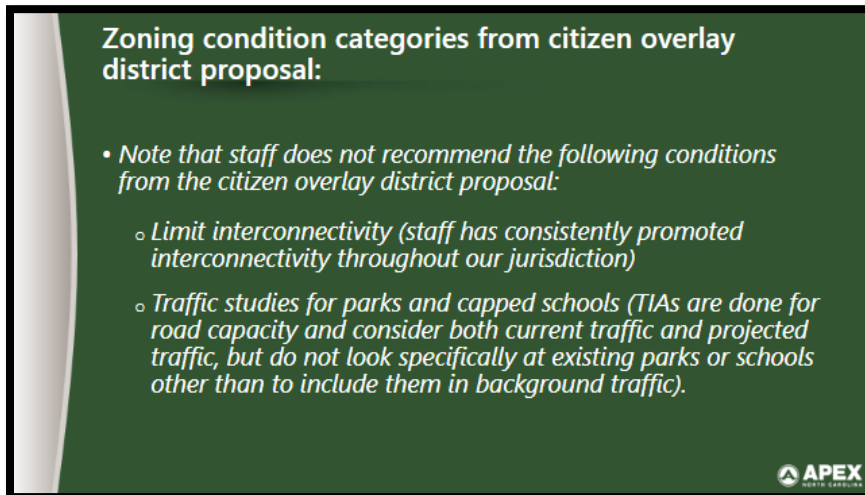 Zoning condition categories from citizen overlay
district proposal:
• Note that staff does not recommend the following conditions
from the citizen overlay district proposal:
o Limit interconnectivity (staff has consistently promoted
interconnectivity throughout our jurisdiction)
o Traffic studies for parks and capped schools (TIAs are done for
road capacity and consider both current traffic and projected
traffic, but do not look specifically at existing parks or schools
other than to include them in background traffic).
APEX
NORTH CAROLINA